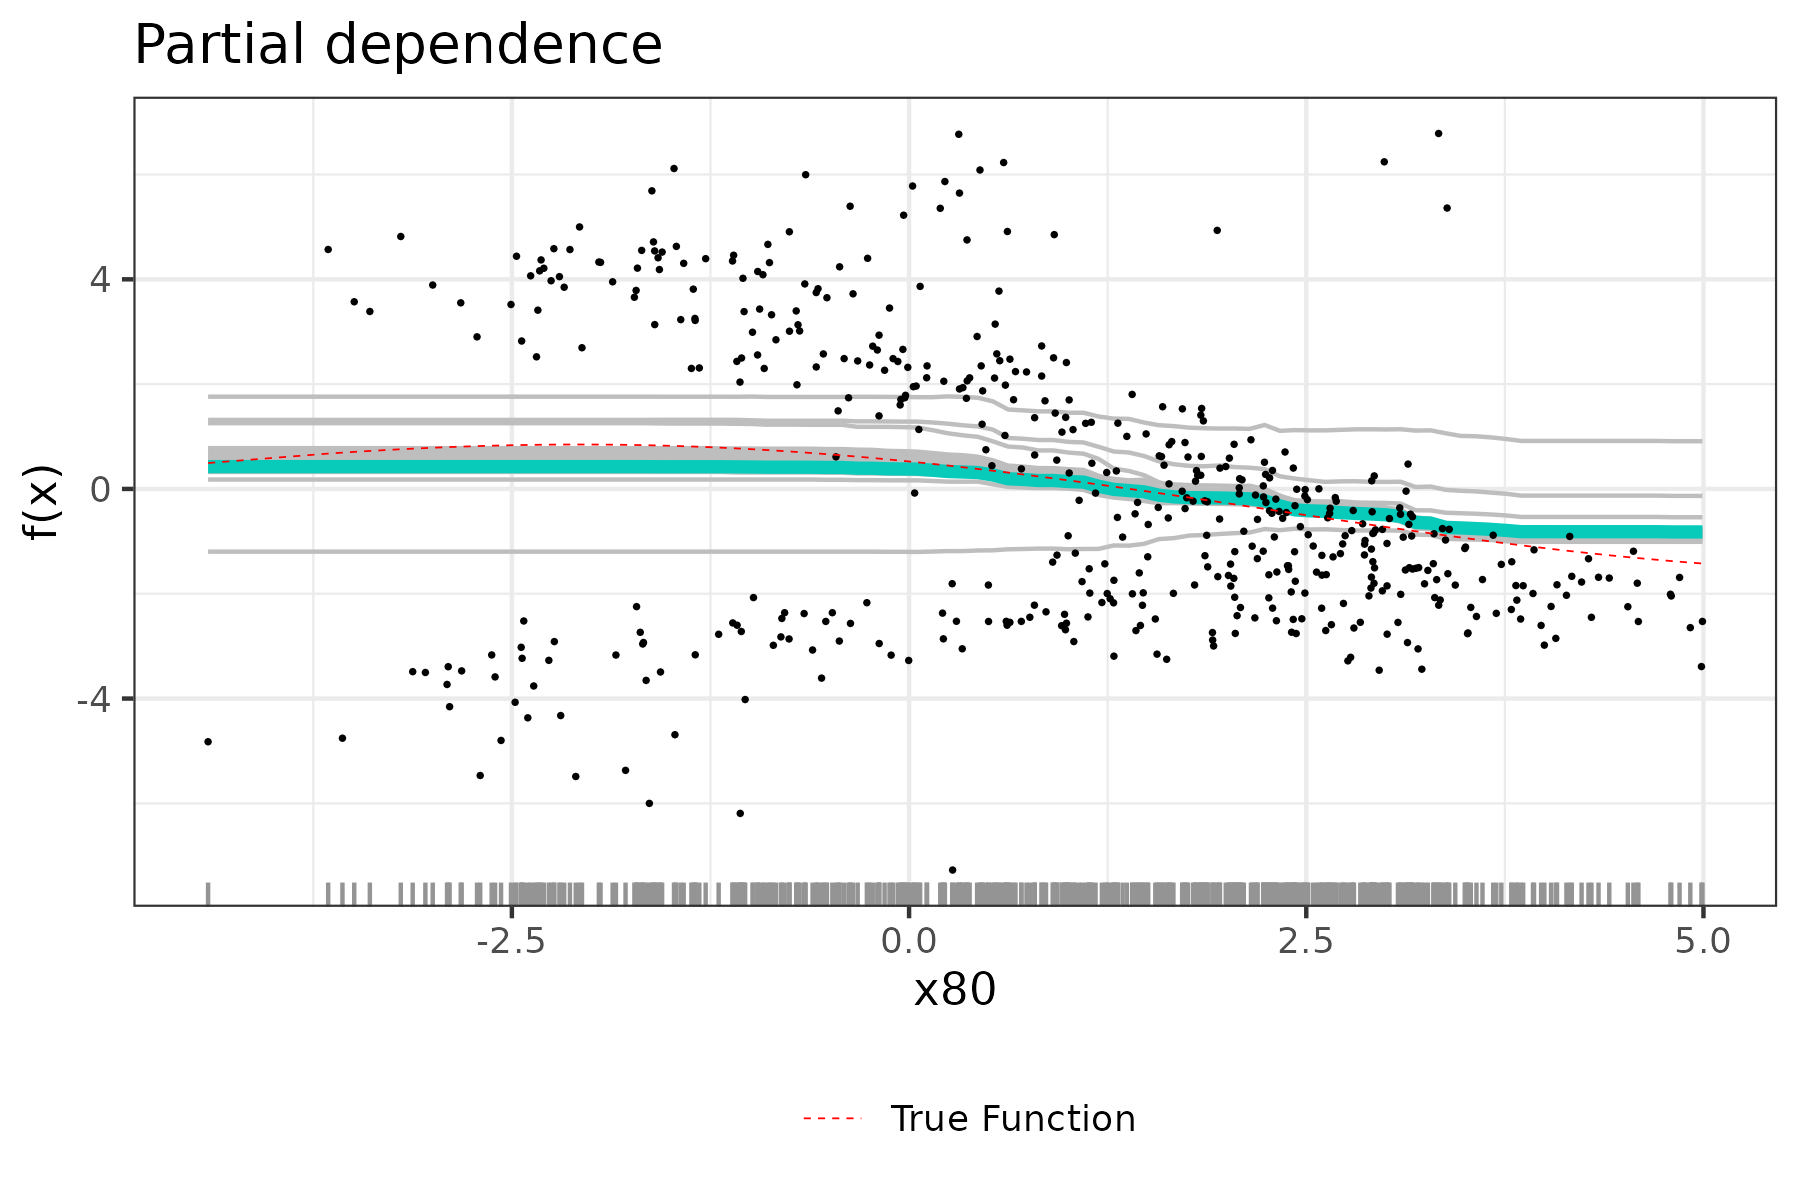 Partial dependence
f(x)
4
0
-4
-2.5 0.0 2.5 5.0
x80
True Function